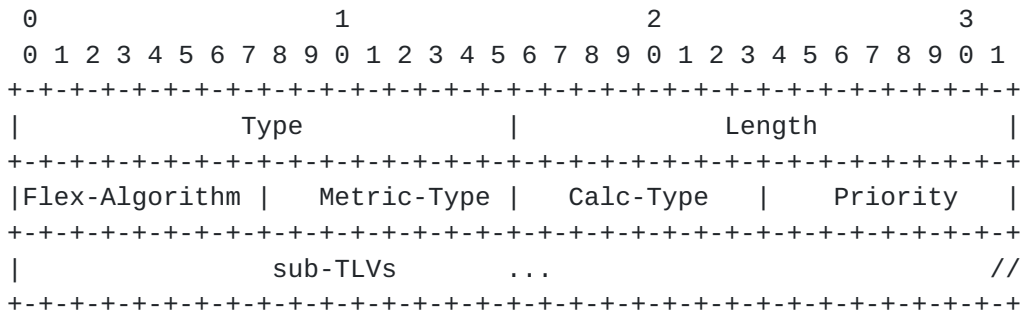 0                   1                   2                   3
 0 1 2 3 4 5 6 7 8 9 0 1 2 3 4 5 6 7 8 9 0 1 2 3 4 5 6 7 8 9 0 1
+-+-+-+-+-+-+-+-+-+-+-+-+-+-+-+-+-+-+-+-+-+-+-+-+-+-+-+-+-+-+-+-+
|              Type             |             Length            |
+-+-+-+-+-+-+-+-+-+-+-+-+-+-+-+-+-+-+-+-+-+-+-+-+-+-+-+-+-+-+-+-+
|Flex-Algorithm |   Metric-Type |   Calc-Type   |    Priority   |
+-+-+-+-+-+-+-+-+-+-+-+-+-+-+-+-+-+-+-+-+-+-+-+-+-+-+-+-+-+-+-+-+
|                sub-TLVs       ...                            //
+-+-+-+-+-+-+-+-+-+-+-+-+-+-+-+-+-+-+-+-+-+-+-+-+-+-+-+-+-+-+-+-+